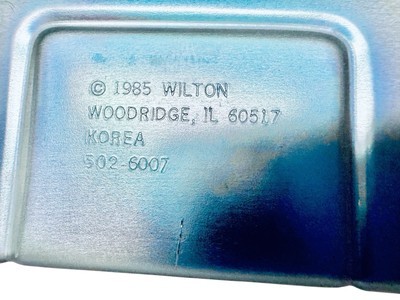 © 1985 WILTON
WOODRIDGE, IL 60517
KOREA
502-6007